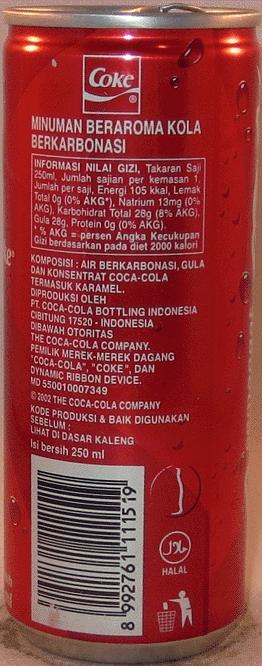 Coke
®
MINUMAN BERAROMA KOLA
BERKARBONASI
INFORMASI NILAI GIZI, Takaran Saji
250ml, Jumlah sajian per kemasan 1,
Jumlah per saji, Energi 105 kkal, Lemak
Total 0g (0% AKG*), Natrium 13mg (0%
AKG), Karbohidrat Total 28g (8% AKG),
Gula 28g, Protein 0g (0% AKG).
* % AKG = persen Angka Kecukupan
Gizi berdasarkan pada diet 2000 kalori
KOMPOSISI : AIR BERKARBONASI, GULA
DAN KONSENTRAT COCA-COLA
TERMASUK KARAMEL.
DIPRODUKSI OLEH
PT. COCA-COLA BOTTLING INDONESIA
CIBITUNG 17520 - INDONESIA
DIBAWAH OTORITAS
THE COCA-COLA COMPANY.
PEMILIK MEREK-MEREK DAGANG
"COCA-COLA", "COKE", DAN
DYNAMIC RIBBON DEVICE.
MD 550010007349
© 2002 THE COCA-COLA COMPANY
KODE PRODUKSI & BAIK DIGUNAKAN
SEBELUM :
LIHAT DI DASAR KALENG
Isi bersih 250 ml
8 992761 111519
حلال
HALAL